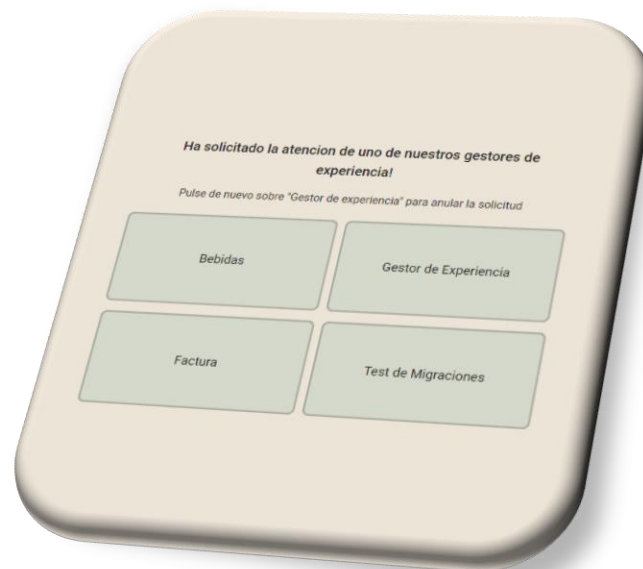 Ha solicitado la atencion de uno de nuestros gestores de
experiencia!
Pulse de nuevo sobre "Gestor de experiencia" para anular la solicitud
Bebidas
Gestor de Experiencia
Factura
Test de Migraciones